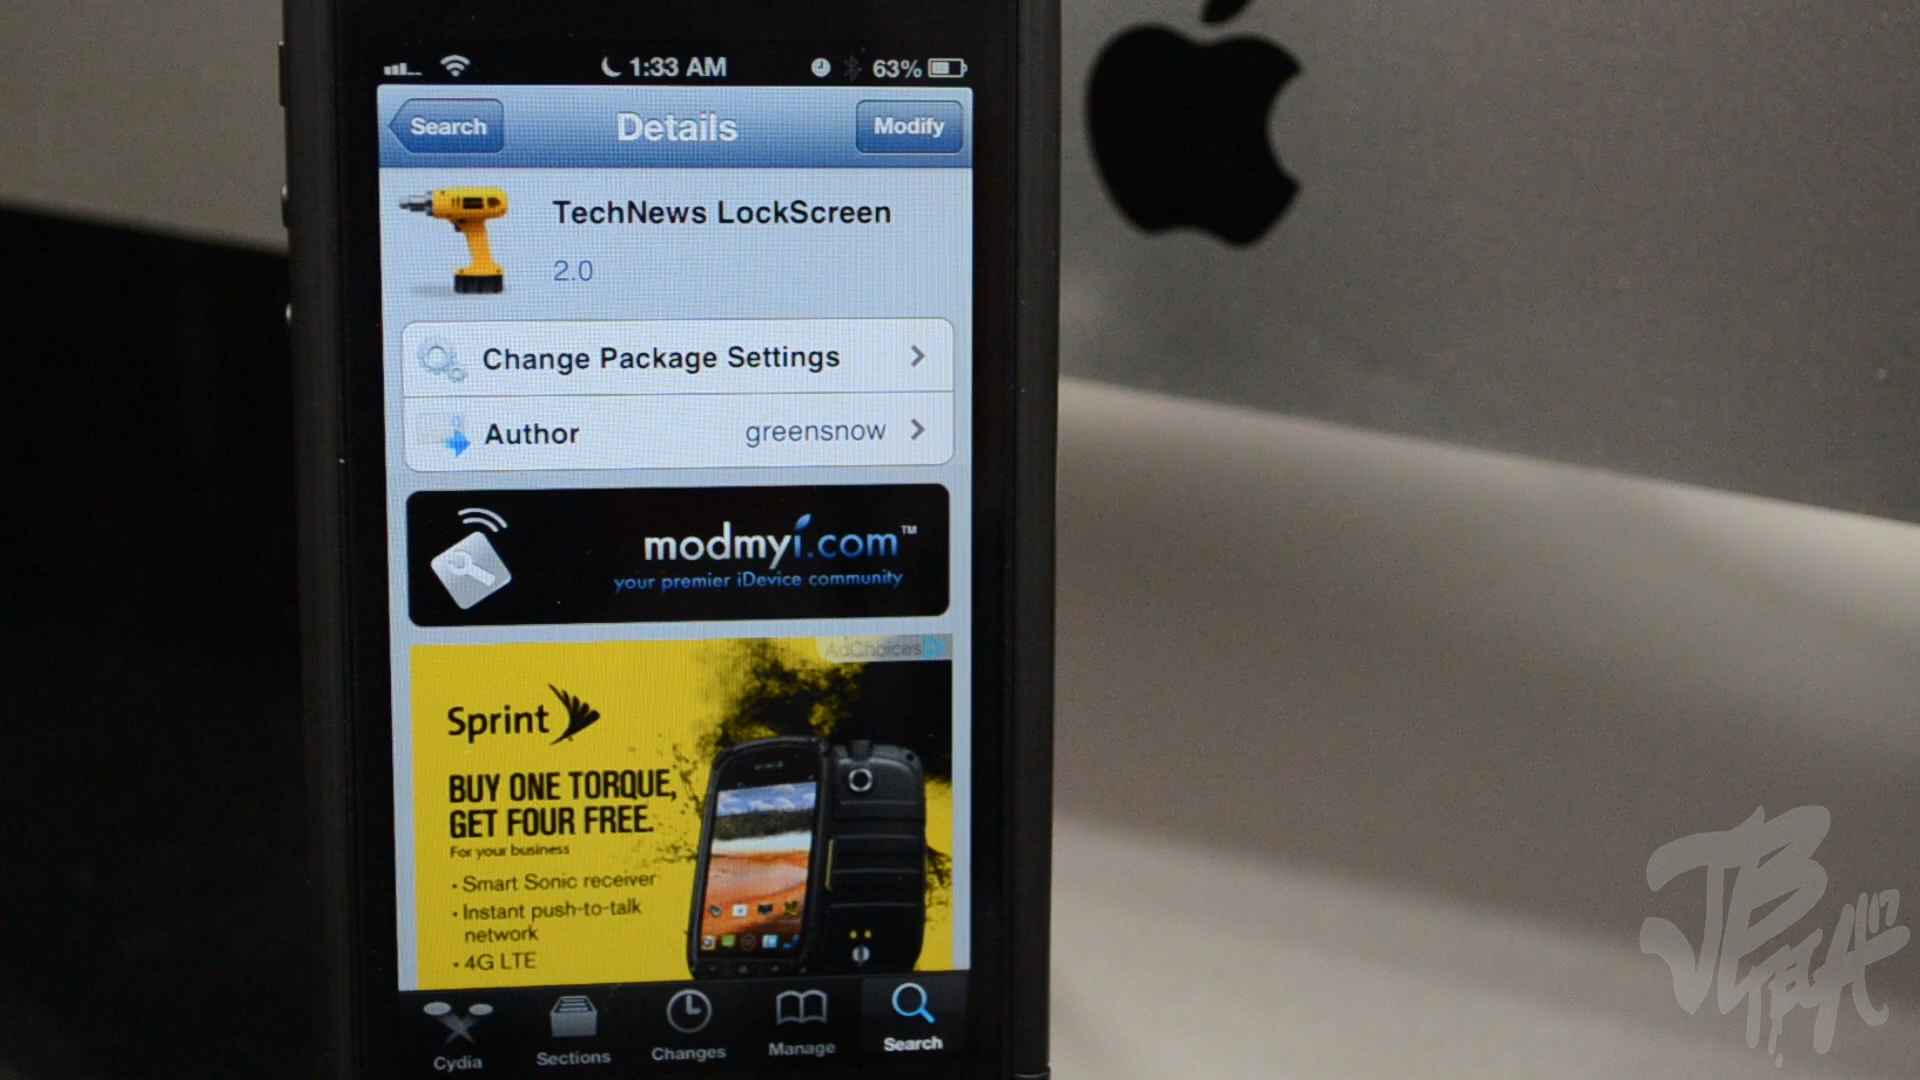 1:33 AM 63%
Search Details Modify
TechNews LockScreen
2.0
Change Package Settings
Author greensnow
modmyi.com™
your premier iDevice community
AdChoices
Sprint
BUY ONE TORQUE,
GET FOUR FREE.
For your business
• Smart Sonic receiver
• Instant push-to-talk
network
• 4G LTE
Cydia Sections Changes Manage Search